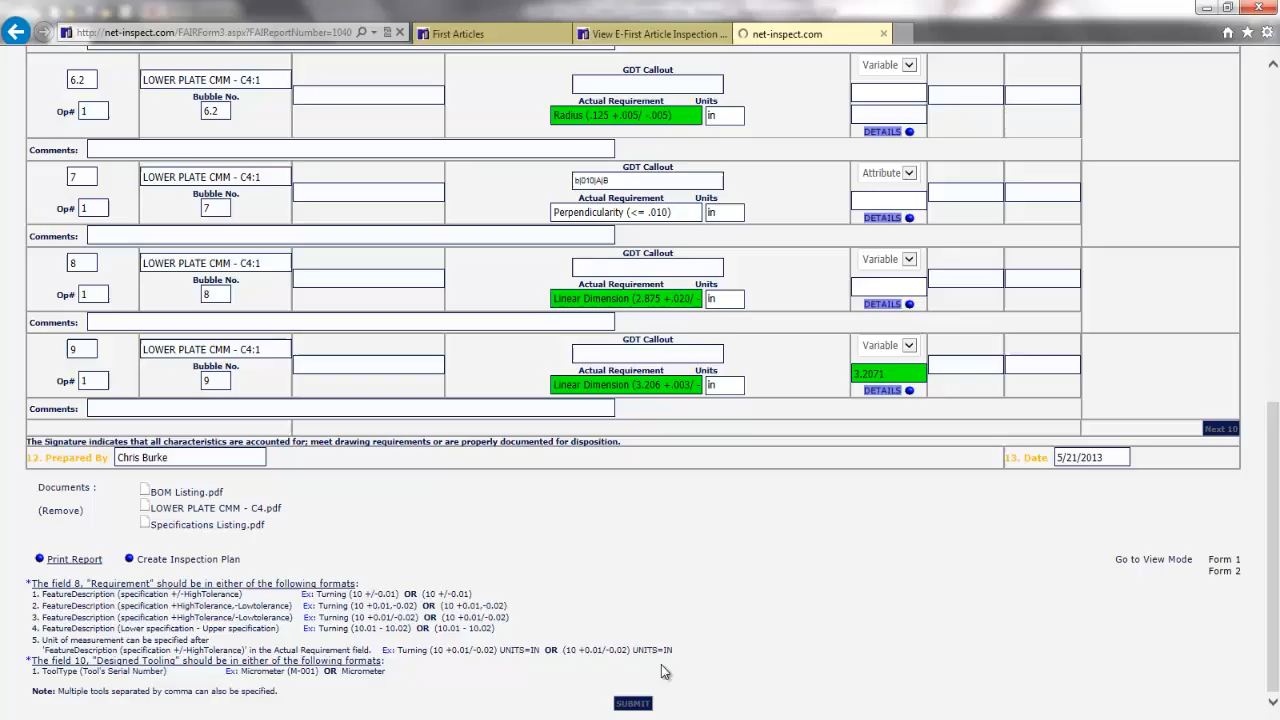 http://net-inspect.com/FAIRForm3.aspx?FAIReportNumber=1040
First Articles
View E-First Article Inspection ...
net-inspect.com
6.2
LOWER PLATE CMM - C4:1
GDT Callout
Variable
Op# 1
Bubble No.
6.2
Actual Requirement Units
Radius (.125 +.005/ -.005)
in
DETAILS
Comments:
7
LOWER PLATE CMM - C4:1
GDT Callout
b|010|A|B
Attribute
Op# 1
Bubble No.
7
Actual Requirement Units
Perpendicularity (<= .010)
in
DETAILS
Comments:
8
LOWER PLATE CMM - C4:1
GDT Callout
Variable
Op# 1
Bubble No.
8
Actual Requirement Units
Linear Dimension (2.875 +.020/ -
in
DETAILS
Comments:
9
LOWER PLATE CMM - C4:1
GDT Callout
Variable
Op# 1
Bubble No.
9
Actual Requirement Units
Linear Dimension (3.206 +.003/ -
in
3.2071
DETAILS
Comments:
Next 10
The Signature indicates that all characteristics are accounted for; meet drawing requirements or are properly documented for disposition.
12. Prepared By Chris Burke 13. Date 5/21/2013
Documents :
(Remove)
BOM Listing.pdf
LOWER PLATE CMM - C4.pdf
Specifications Listing.pdf
Print Report Create Inspection Plan Go to View Mode Form 1
Form 2
*The field 8, "Requirement" should be in either of the following formats:
1. FeatureDescription (specification +/-HighTolerance) Ex: Turning (10 +/-0.01) OR (10 +/-0.01)
2. FeatureDescription (specification +HighTolerance,-Lowtolerance) Ex: Turning (10 +0.01,-0.02) OR (10 +0.01,-0.02)
3. FeatureDescription (specification +HighTolerance/-Lowtolerance) Ex: Turning (10 +0.01/-0.02) OR (10 +0.01/-0.02)
4. FeatureDescription (Lower specification - Upper specification) Ex: Turning (10.01 - 10.02) OR (10.01 - 10.02)
5. Unit of measurement can be specified after
'FeatureDescription (specification +/-HighTolerance)' in the Actual Requirement field. Ex: Turning (10 +0.01/-0.02) UNITS=IN OR (10 +0.01/-0.02) UNITS=IN
*The field 10, "Designed Tooling" should be in either of the following formats:
1. ToolType (Tool's Serial Number) Ex: Micrometer (M-001) OR Micrometer
Note: Multiple tools separated by comma can also be specified.
SUBMIT